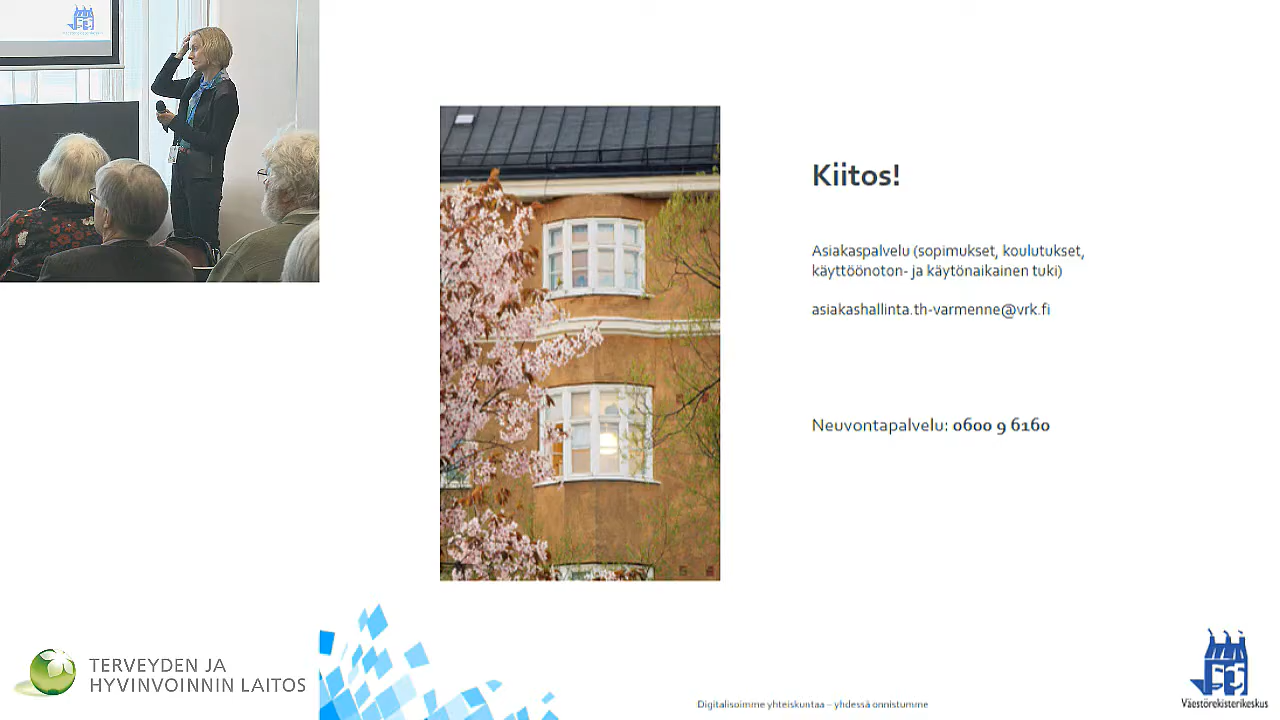 Kiitos!
Asiakaspalvelu (sopimukset, koulutukset,
käyttöönoton- ja käytönaikainen tuki)
asiakashallinta.th-varmenne@vrk.fi
Neuvontapalvelu: 0600 9 6160
TERVEYDEN JA
HYVINVOINNIN LAITOS
Digitalisoimme yhteiskuntaa – yhdessä onnistumme
Väestörekisterikeskus